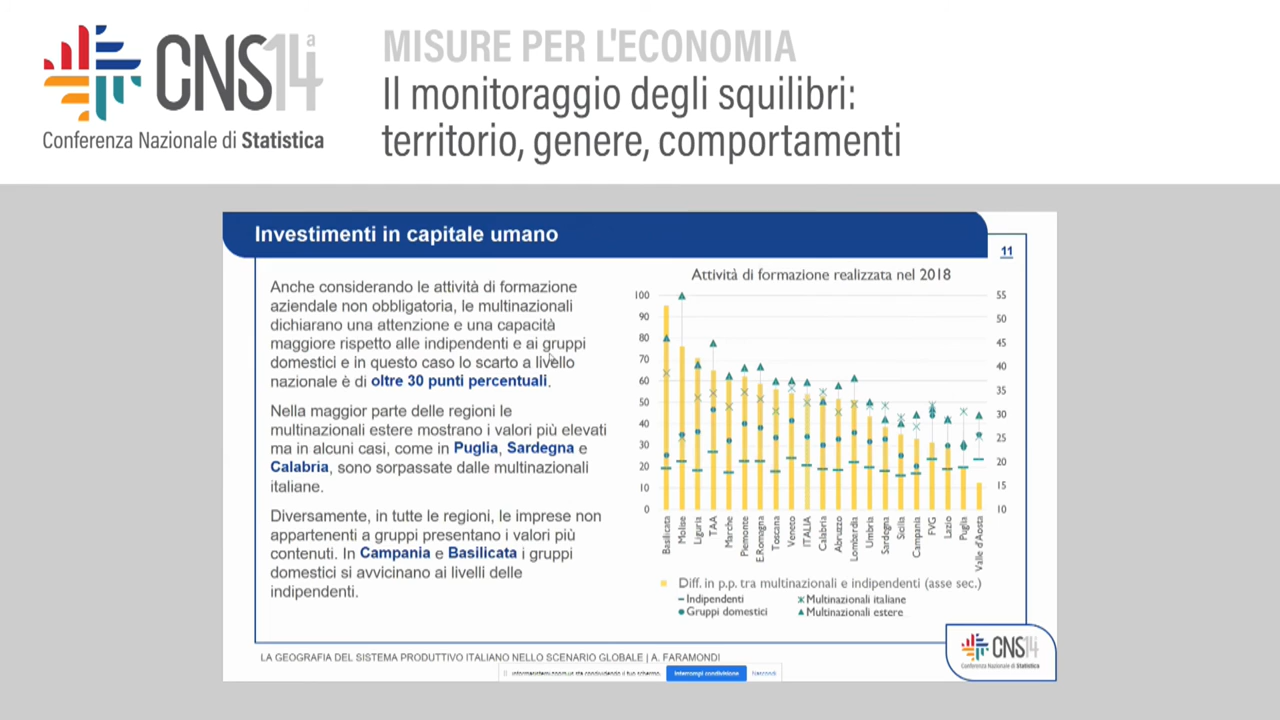 CNS14ª
Conferenza Nazionale di Statistica
MISURE PER L'ECONOMIA
Il monitoraggio degli squilibri:
territorio, genere, comportamenti
Investimenti in capitale umano
11
Anche considerando le attività di formazione
aziendale non obbligatoria, le multinazionali
dichiarano una attenzione e una capacità
maggiore rispetto alle indipendenti e ai gruppi
domestici e in questo caso lo scarto a livello
nazionale è di oltre 30 punti percentuali.
Nella maggior parte delle regioni le
multinazionali estere mostrano i valori più elevati
ma in alcuni casi, come in Puglia, Sardegna e
Calabria, sono sorpassate dalle multinazionali
italiane.
Diversamente, in tutte le regioni, le imprese non
appartenenti a gruppi presentano i valori più
contenuti. In Campania e Basilicata i gruppi
domestici si avvicinano ai livelli delle
indipendenti.
Attività di formazione realizzata nel 2018
100
90
80
70
60
50
40
30
20
10
0
55
50
45
40
35
30
25
20
15
10
Basilicata
Molise
Liguria
TAA
Marche
Piemonte
E.Romagna
Toscana
Veneto
ITALIA
Calabria
Abruzzo
Lombardia
Umbria
Sardegna
Sicilia
Campania
FVG
Lazio
Puglia
Valle d'Aosta
Diff. in p.p. tra multinazionali e indipendenti (asse sec.)
Indipendenti
Multinazionali italiane
Gruppi domestici
Multinazionali estere
LA GEOGRAFIA DEL SISTEMA PRODUTTIVO ITALIANO NELLO SCENARIO GLOBALE | A. FARAMONDI
sta condividendo il tuo schermo.
Interrompi condivisione
Nascondi
CNS14ª
Conferenza Nazionale di Statistica